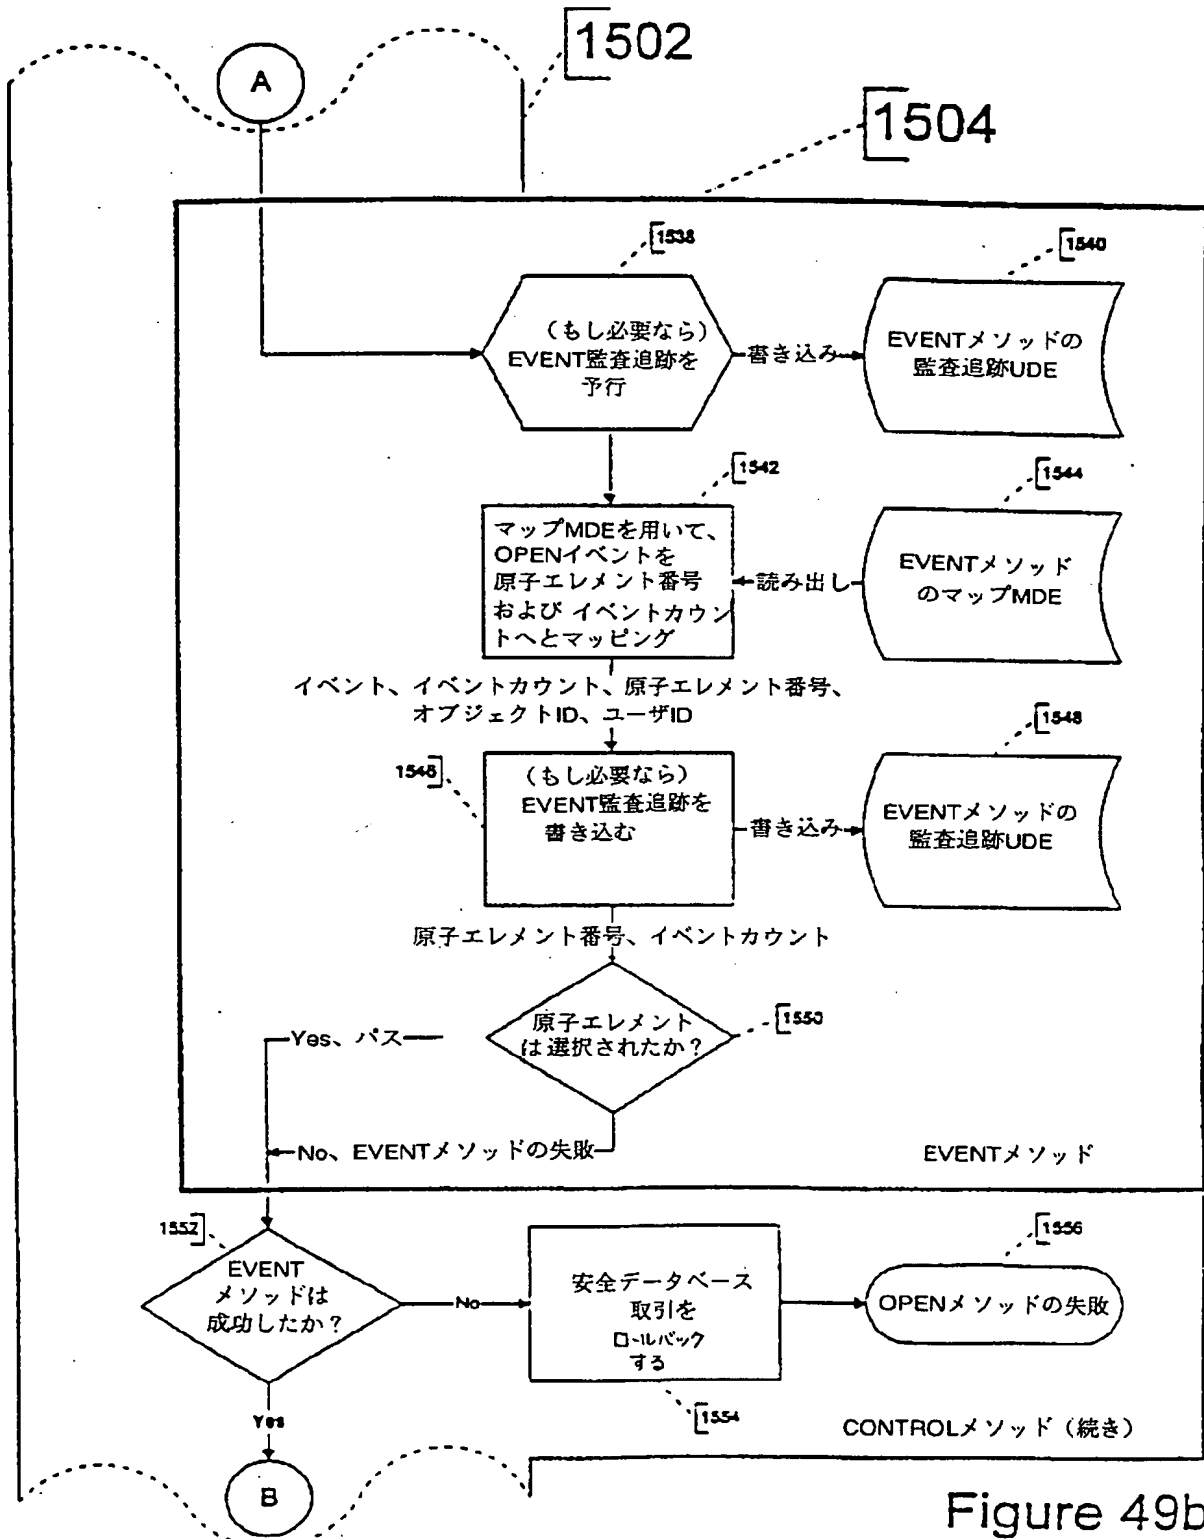 1502
A
1504
1538
1540
(もし必要なら)
EVENT監査追跡を
予行
書き込み
EVENTメソッドの
監査追跡UDE
1542
1544
マップMDEを用いて、
OPENイベントを
原子エレメント番号
および イベントカウン
トへとマッピング
読み出し
EVENTメソッド
のマップMDE
イベント、イベントカウント、原子エレメント番号、
オブジェクトID、ユーザID
1546
1548
(もし必要なら)
EVENT監査追跡を
書き込む
書き込み
EVENTメソッドの
監査追跡UDE
原子エレメント番号、イベントカウント
1550
原子エレメント
は選択されたか?
Yes、パス
No、EVENTメソッドの失敗
EVENTメソッド
1552
1556
EVENT
メソッドは
成功したか?
No
安全データベース
取引を
ロールバック
する
OPENメソッドの失敗
1554
Yes
CONTROLメソッド(続き)
B
Figure 49b